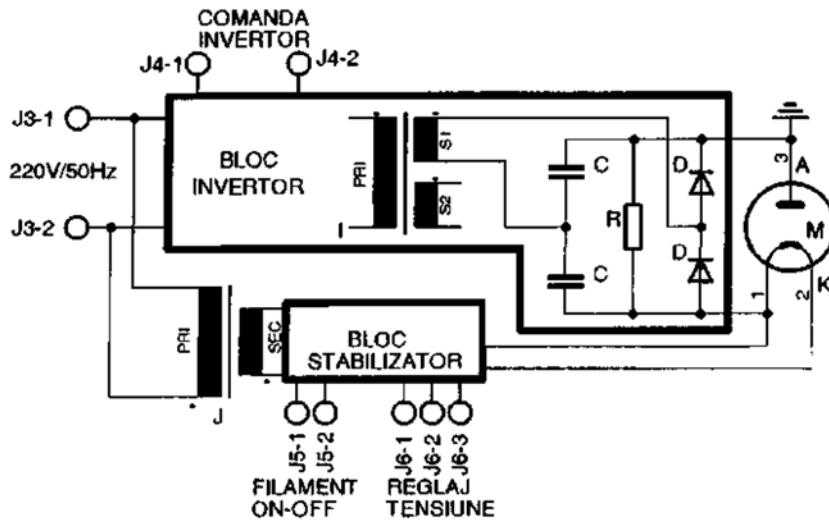 COMANDA
INVERTOR
J4-1
J4-2
J3-1
220V/50Hz
J3-2
BLOC
INVERTOR
PRI
S1
S2
C
C
R
D
D
3
A
M
K
1
2
PRI
J
SEC
BLOC
STABILIZATOR
J5-1
J5-2
J6-1
J6-2
J6-3
FILAMENT
ON-OFF
REGLAJ
TENSIUNE